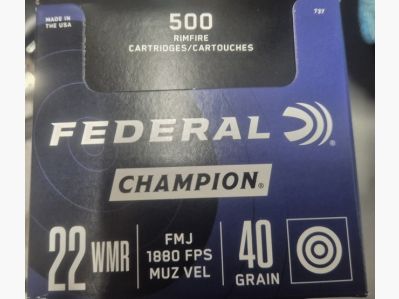 MADE IN
THE USA
500
RIMFIRE
CARTRIDGES/CARTOUCHES
737
FEDERAL®
CHAMPION®
22 WMR
FMJ
1880 FPS
MUZ VEL
40
GRAIN